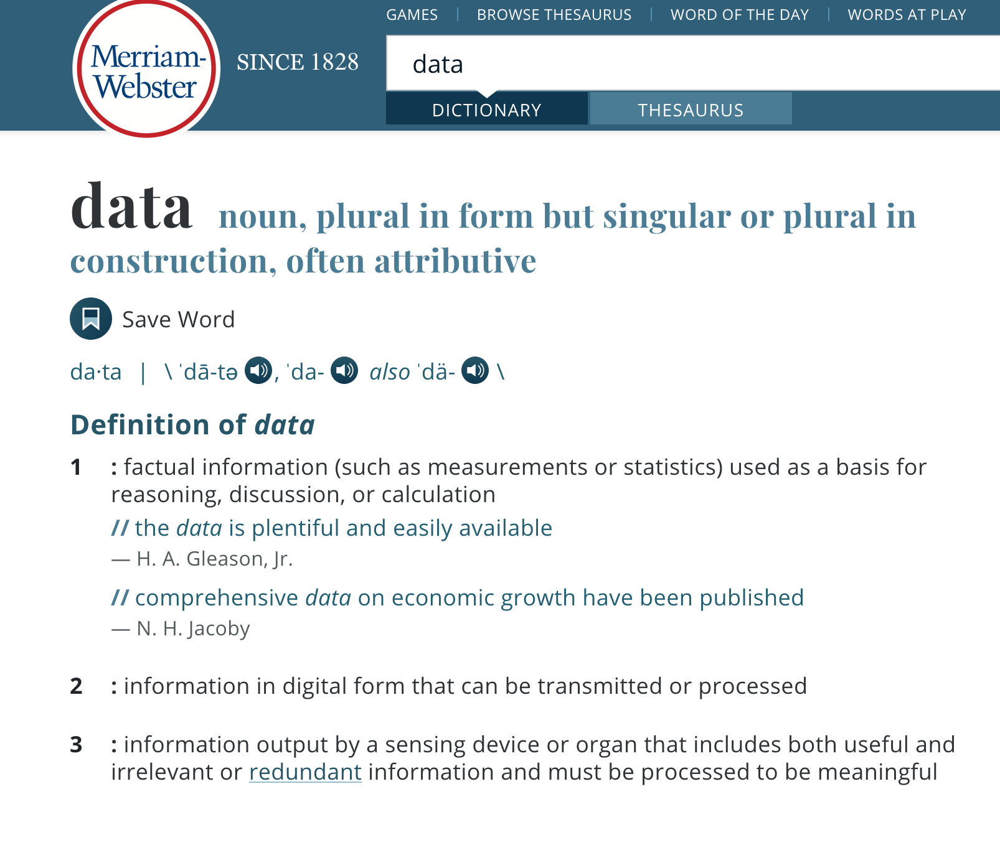 GAMES | BROWSE THESAURUS | WORD OF THE DAY | WORDS AT PLAY
Merriam-
Webster
SINCE 1828
data
DICTIONARY
THESAURUS
data noun, plural in form but singular or plural in
construction, often attributive
Save Word
da·ta | \ ˈdā-tə , ˈda- also ˈdä- \
Definition of data
1 : factual information (such as measurements or statistics) used as a basis for
reasoning, discussion, or calculation
// the data is plentiful and easily available
— H. A. Gleason, Jr.
// comprehensive data on economic growth have been published
— N. H. Jacoby
2 : information in digital form that can be transmitted or processed
3 : information output by a sensing device or organ that includes both useful and
irrelevant or redundant information and must be processed to be meaningful